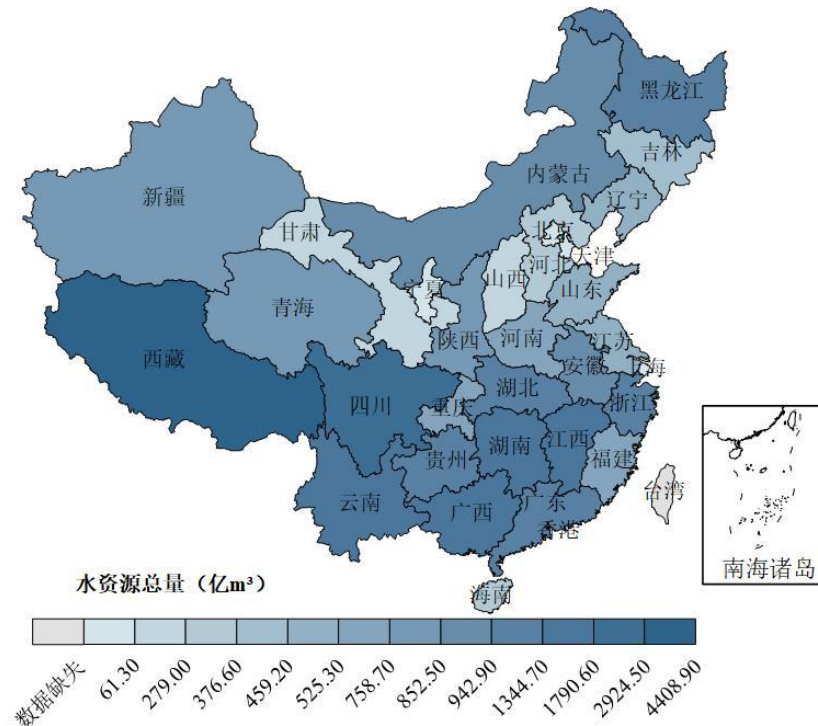 黑龙江
吉林
辽宁
内蒙古
新疆
甘肃
北京
天津
河北
山西
宁夏
山东
青海
陕西
河南
江苏
安徽
上海
西藏
四川
重庆
湖北
浙江
湖南
江西
贵州
福建
云南
广西
广东
香港
台湾
海南
南海诸岛
水资源总量（亿m³）
数据缺失
61.30
279.00
376.60
459.20
525.30
758.70
852.50
942.90
1344.70
1790.60
2924.50
4408.90